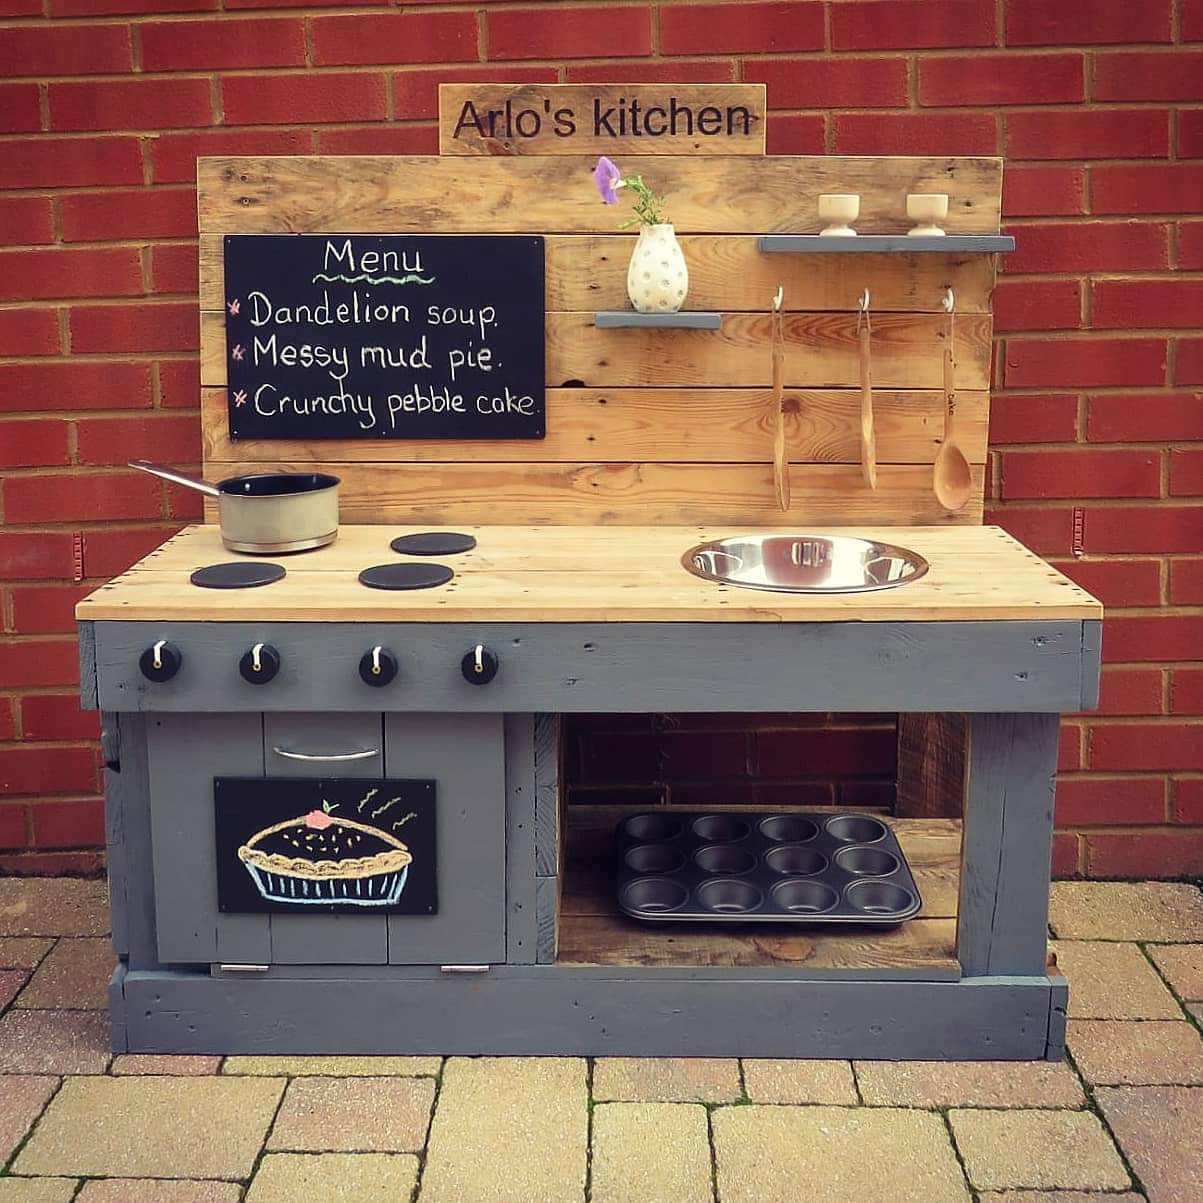 Arlo's kitchen
Menu
* Dandelion soup.
* Messy mud pie.
* Crunchy pebble cake.